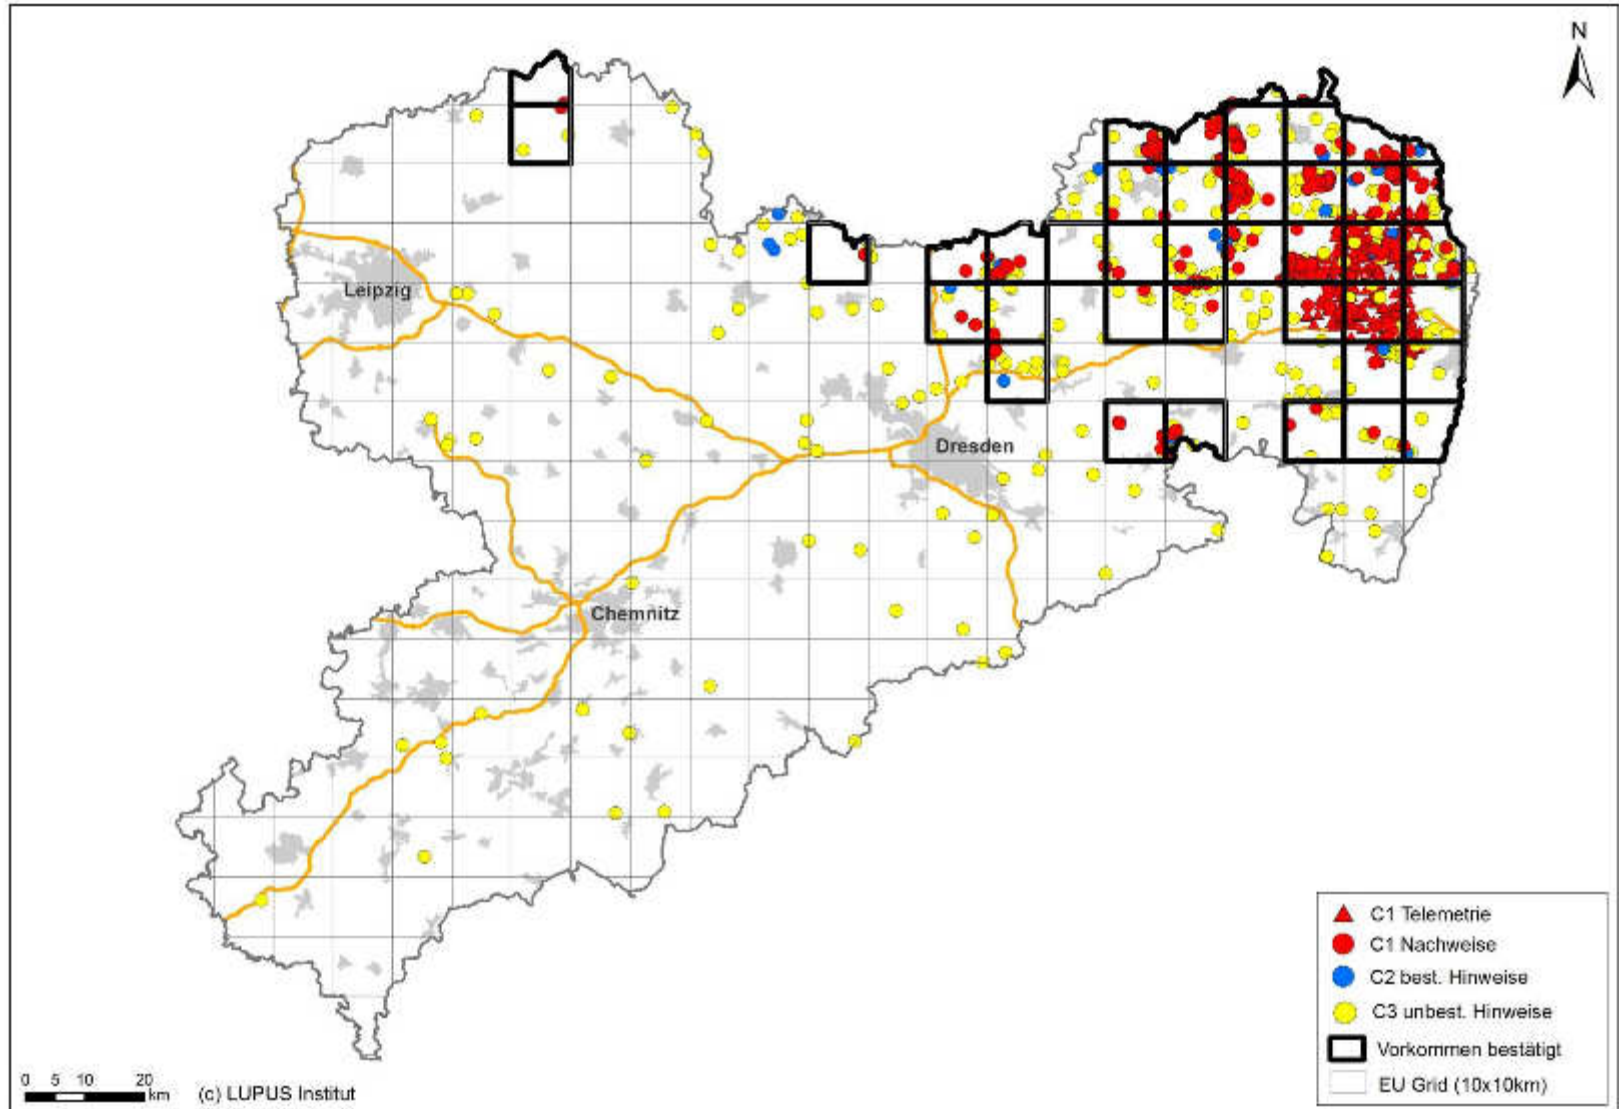 N
Leipzig
Dresden
Chemnitz
C1 Telemetrie
C1 Nachweise
C2 best. Hinweise
C3 unbest. Hinweise
Vorkommen bestätigt
EU Grid (10x10km)
0 5 10 20
km
(c) LUPUS Institut